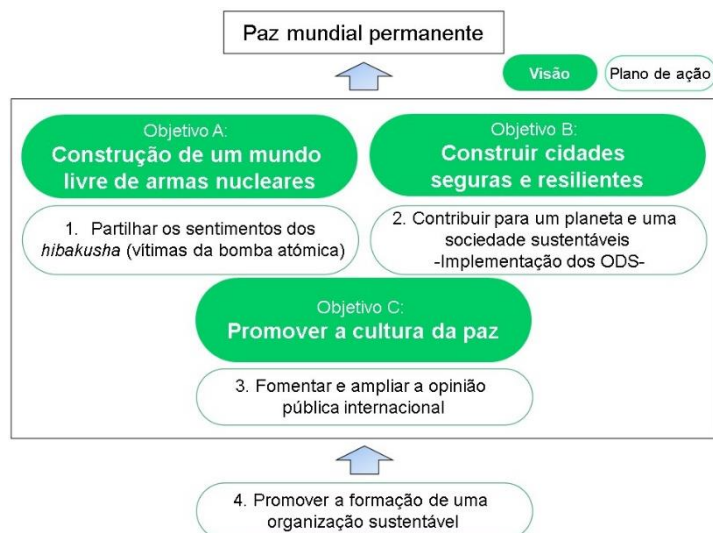 Paz mundial permanente
Visão
Plano de ação
Objetivo A:
Construção de um mundo
livre de armas nucleares
Objetivo B:
Construir cidades
seguras e resilientes
1. Partilhar os sentimentos dos
hibakusha (vítimas da bomba atómica)
2. Contribuir para um planeta e uma
sociedade sustentáveis
-Implementação dos ODS-
Objetivo C:
Promover a cultura da paz
3. Fomentar e ampliar a opinião
pública internacional
4. Promover a formação de uma
organização sustentável